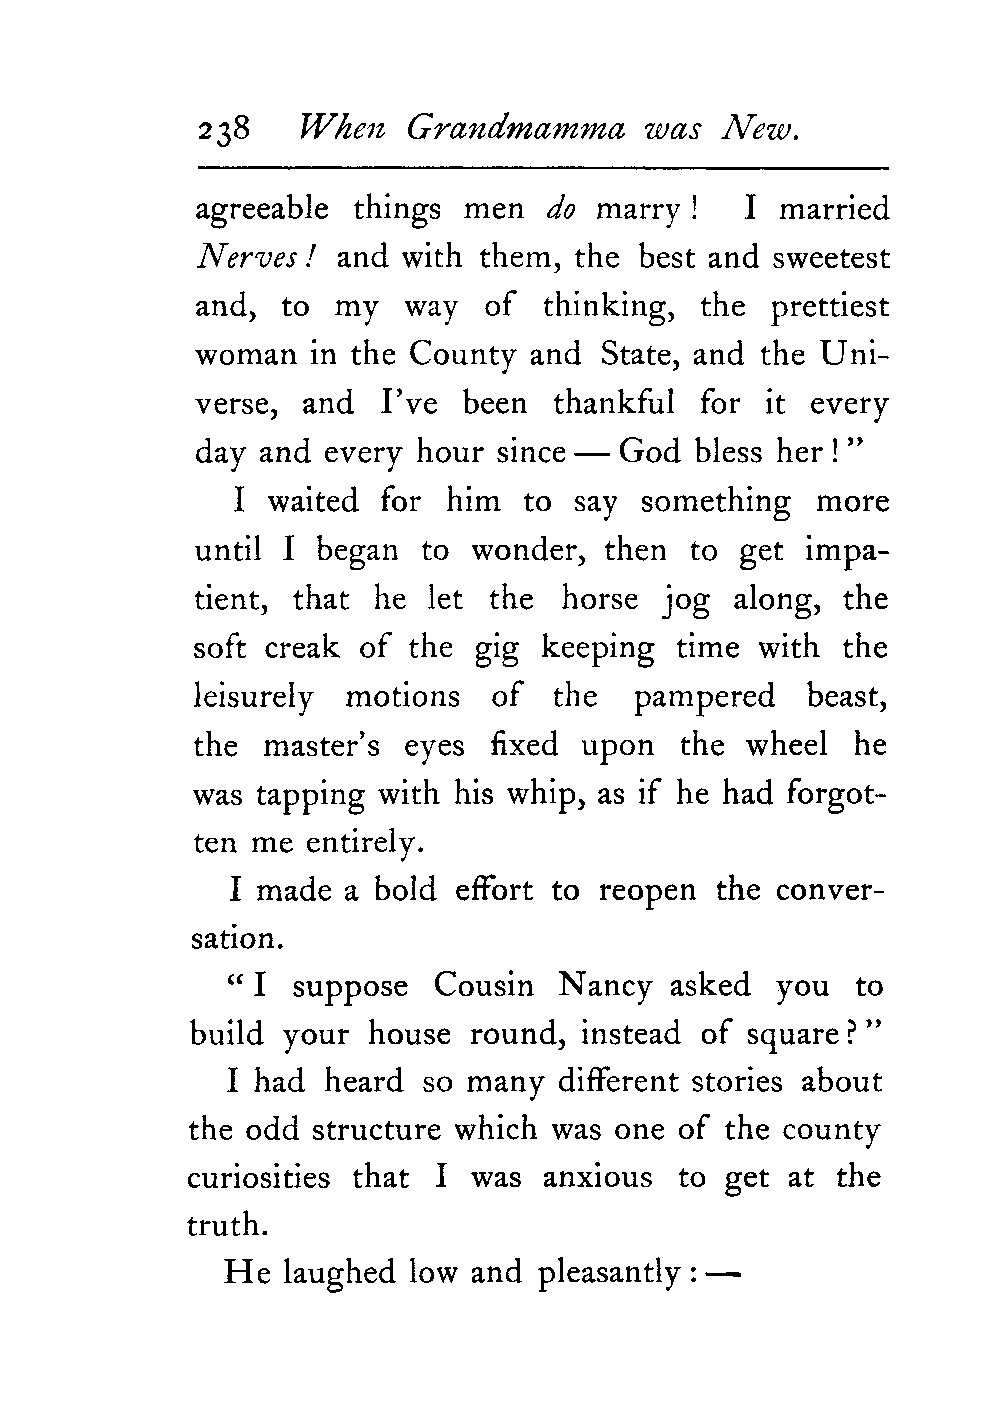 238 When Grandmamma was New.
agreeable things men do marry! I married
Nerves! and with them, the best and sweetest
and, to my way of thinking, the prettiest
woman in the County and State, and the Uni-
verse, and I've been thankful for it every
day and every hour since — God bless her!"
I waited for him to say something more
until I began to wonder, then to get impa-
tient, that he let the horse jog along, the
soft creak of the gig keeping time with the
leisurely motions of the pampered beast,
the master's eyes fixed upon the wheel he
was tapping with his whip, as if he had forgot-
ten me entirely.
I made a bold effort to reopen the conver-
sation.
"I suppose Cousin Nancy asked you to
build your house round, instead of square?"
I had heard so many different stories about
the odd structure which was one of the county
curiosities that I was anxious to get at the
truth.
He laughed low and pleasantly: —